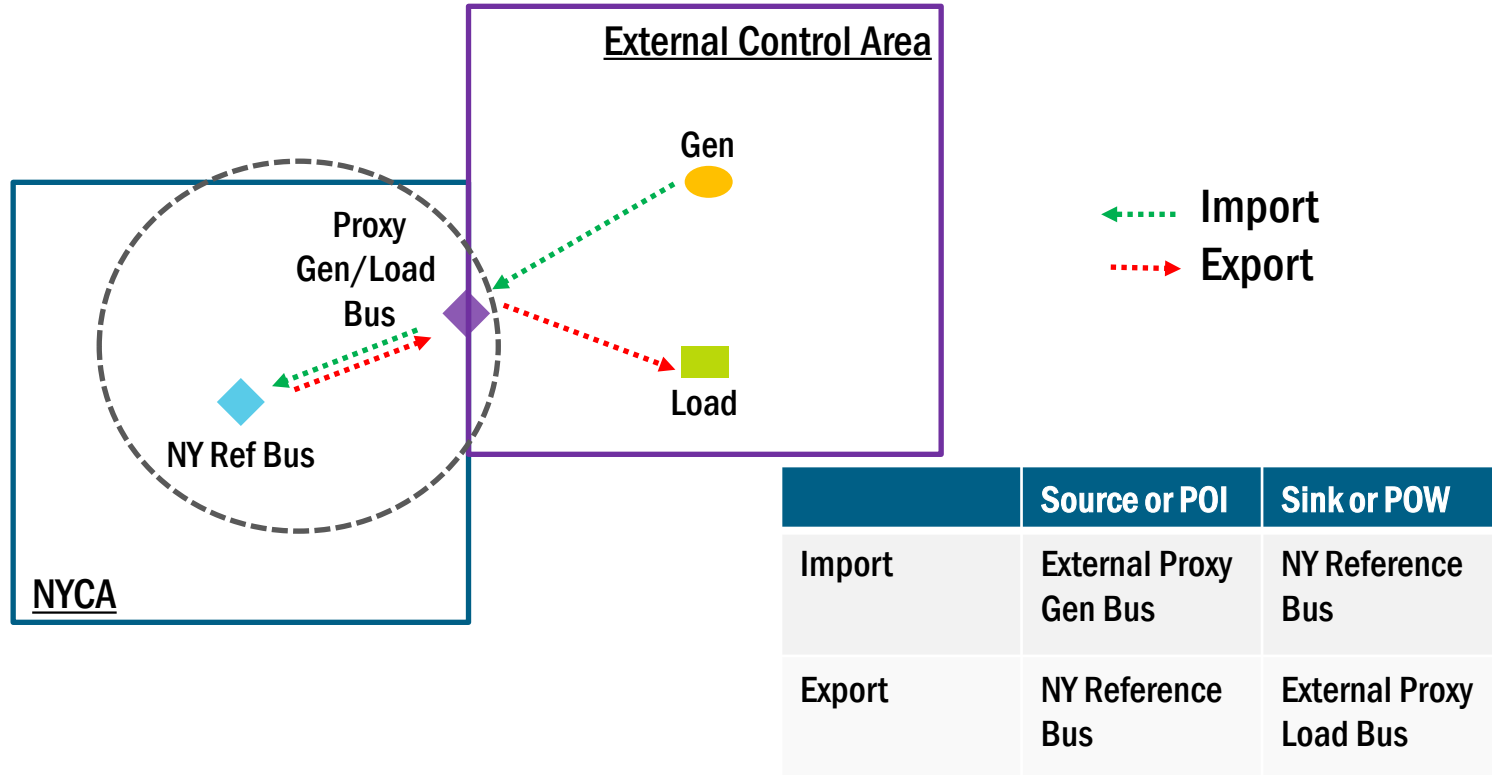 External Control Area
Gen
Proxy
Gen/Load
Bus
Load
NY Ref Bus
NYCA
Import
Export
Source or POI Sink or POW
Import External Proxy NY Reference
Gen Bus Bus
Export NY Reference External Proxy
Bus Load Bus